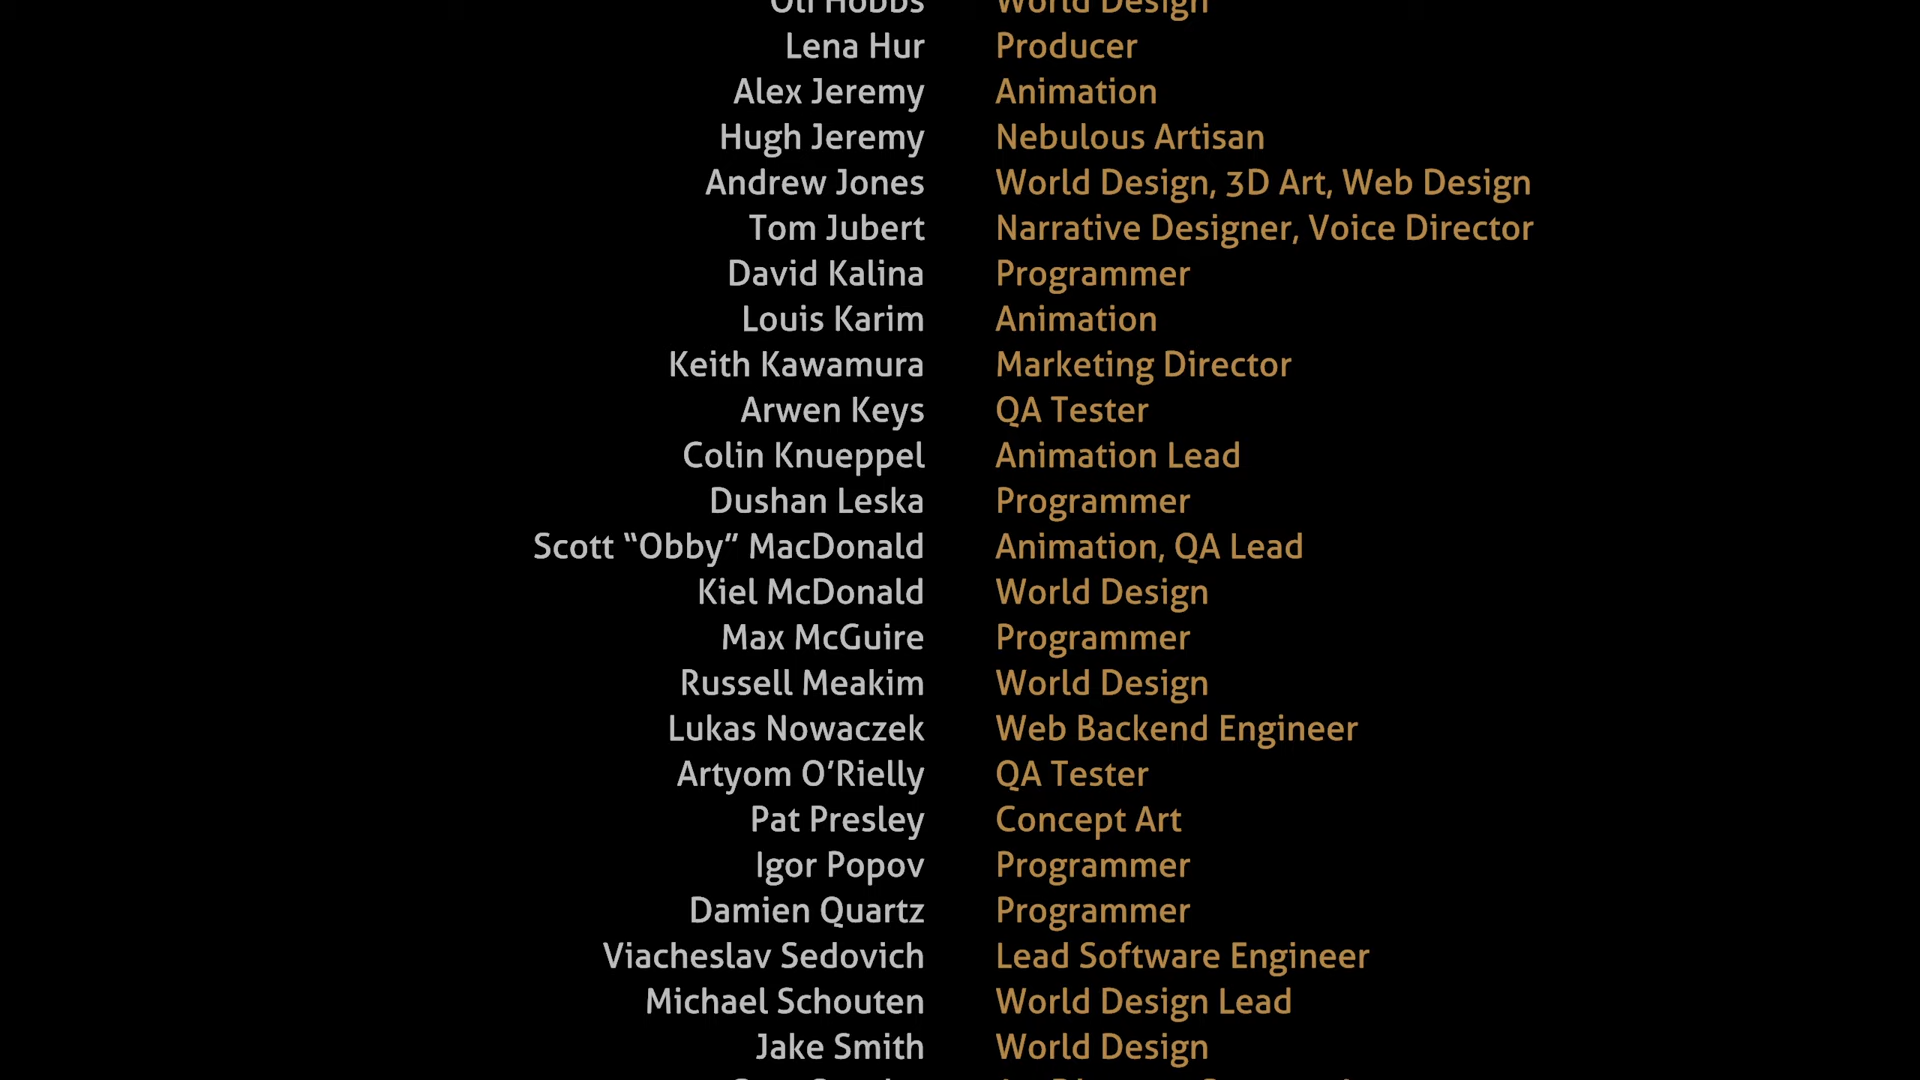 Oli Hobbs World Design
Lena Hur Producer
Alex Jeremy Animation
Hugh Jeremy Nebulous Artisan
Andrew Jones World Design, 3D Art, Web Design
Tom Jubert Narrative Designer, Voice Director
David Kalina Programmer
Louis Karim Animation
Keith Kawamura Marketing Director
Arwen Keys QA Tester
Colin Knueppel Animation Lead
Dushan Leska Programmer
Scott “Obby” MacDonald Animation, QA Lead
Kiel McDonald World Design
Max McGuire Programmer
Russell Meakim World Design
Lukas Nowaczek Web Backend Engineer
Artyom O’Rielly QA Tester
Pat Presley Concept Art
Igor Popov Programmer
Damien Quartz Programmer
Viacheslav Sedovich Lead Software Engineer
Michael Schouten World Design Lead
Jake Smith World Design